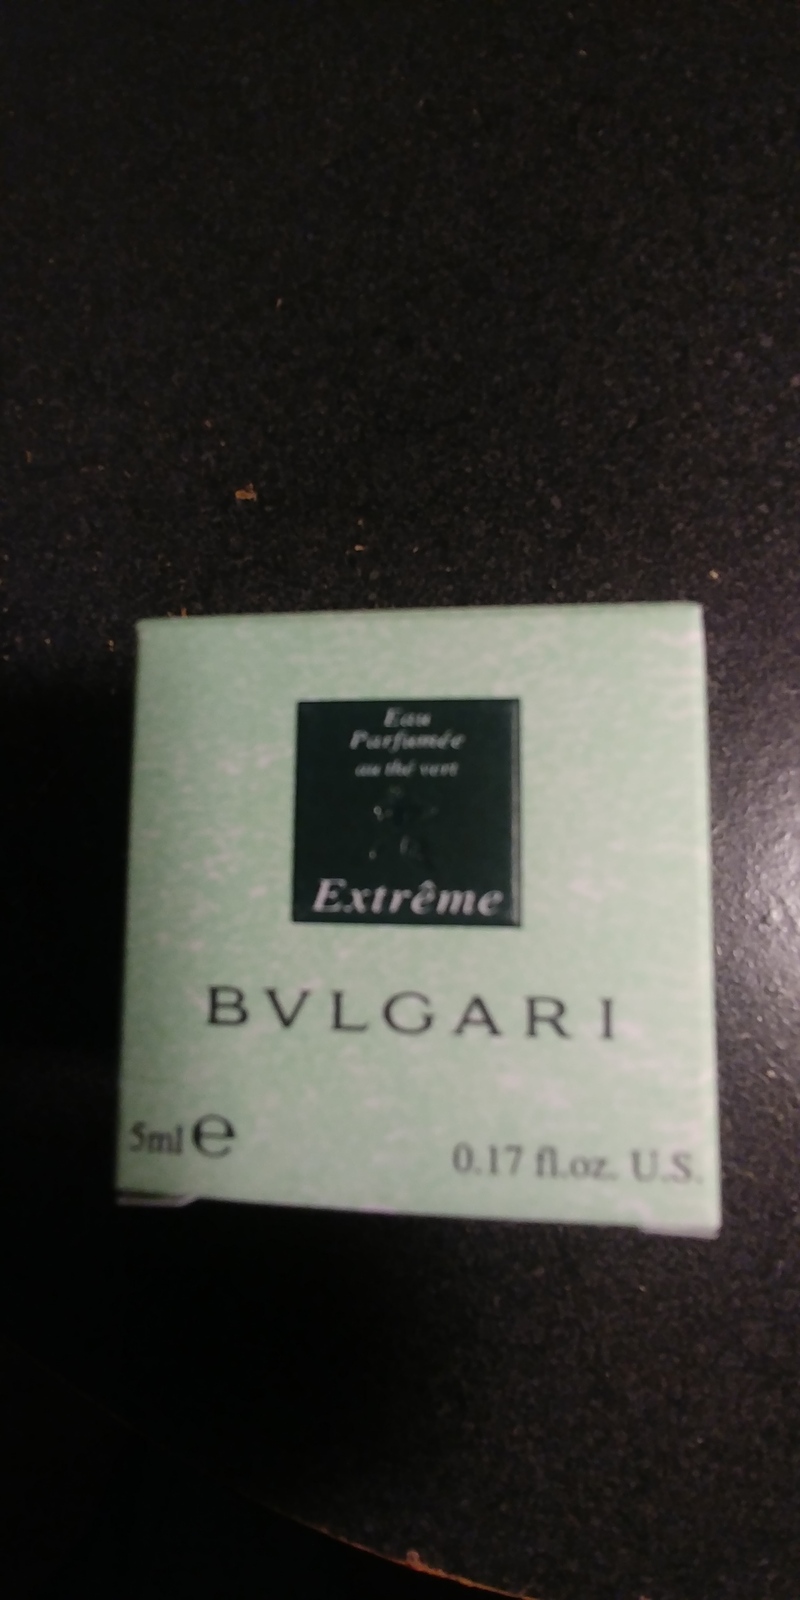 Eau
Parfumée
au thé vert
Extrême
BVLGARI
5ml e
0.17 fl.oz. U.S.